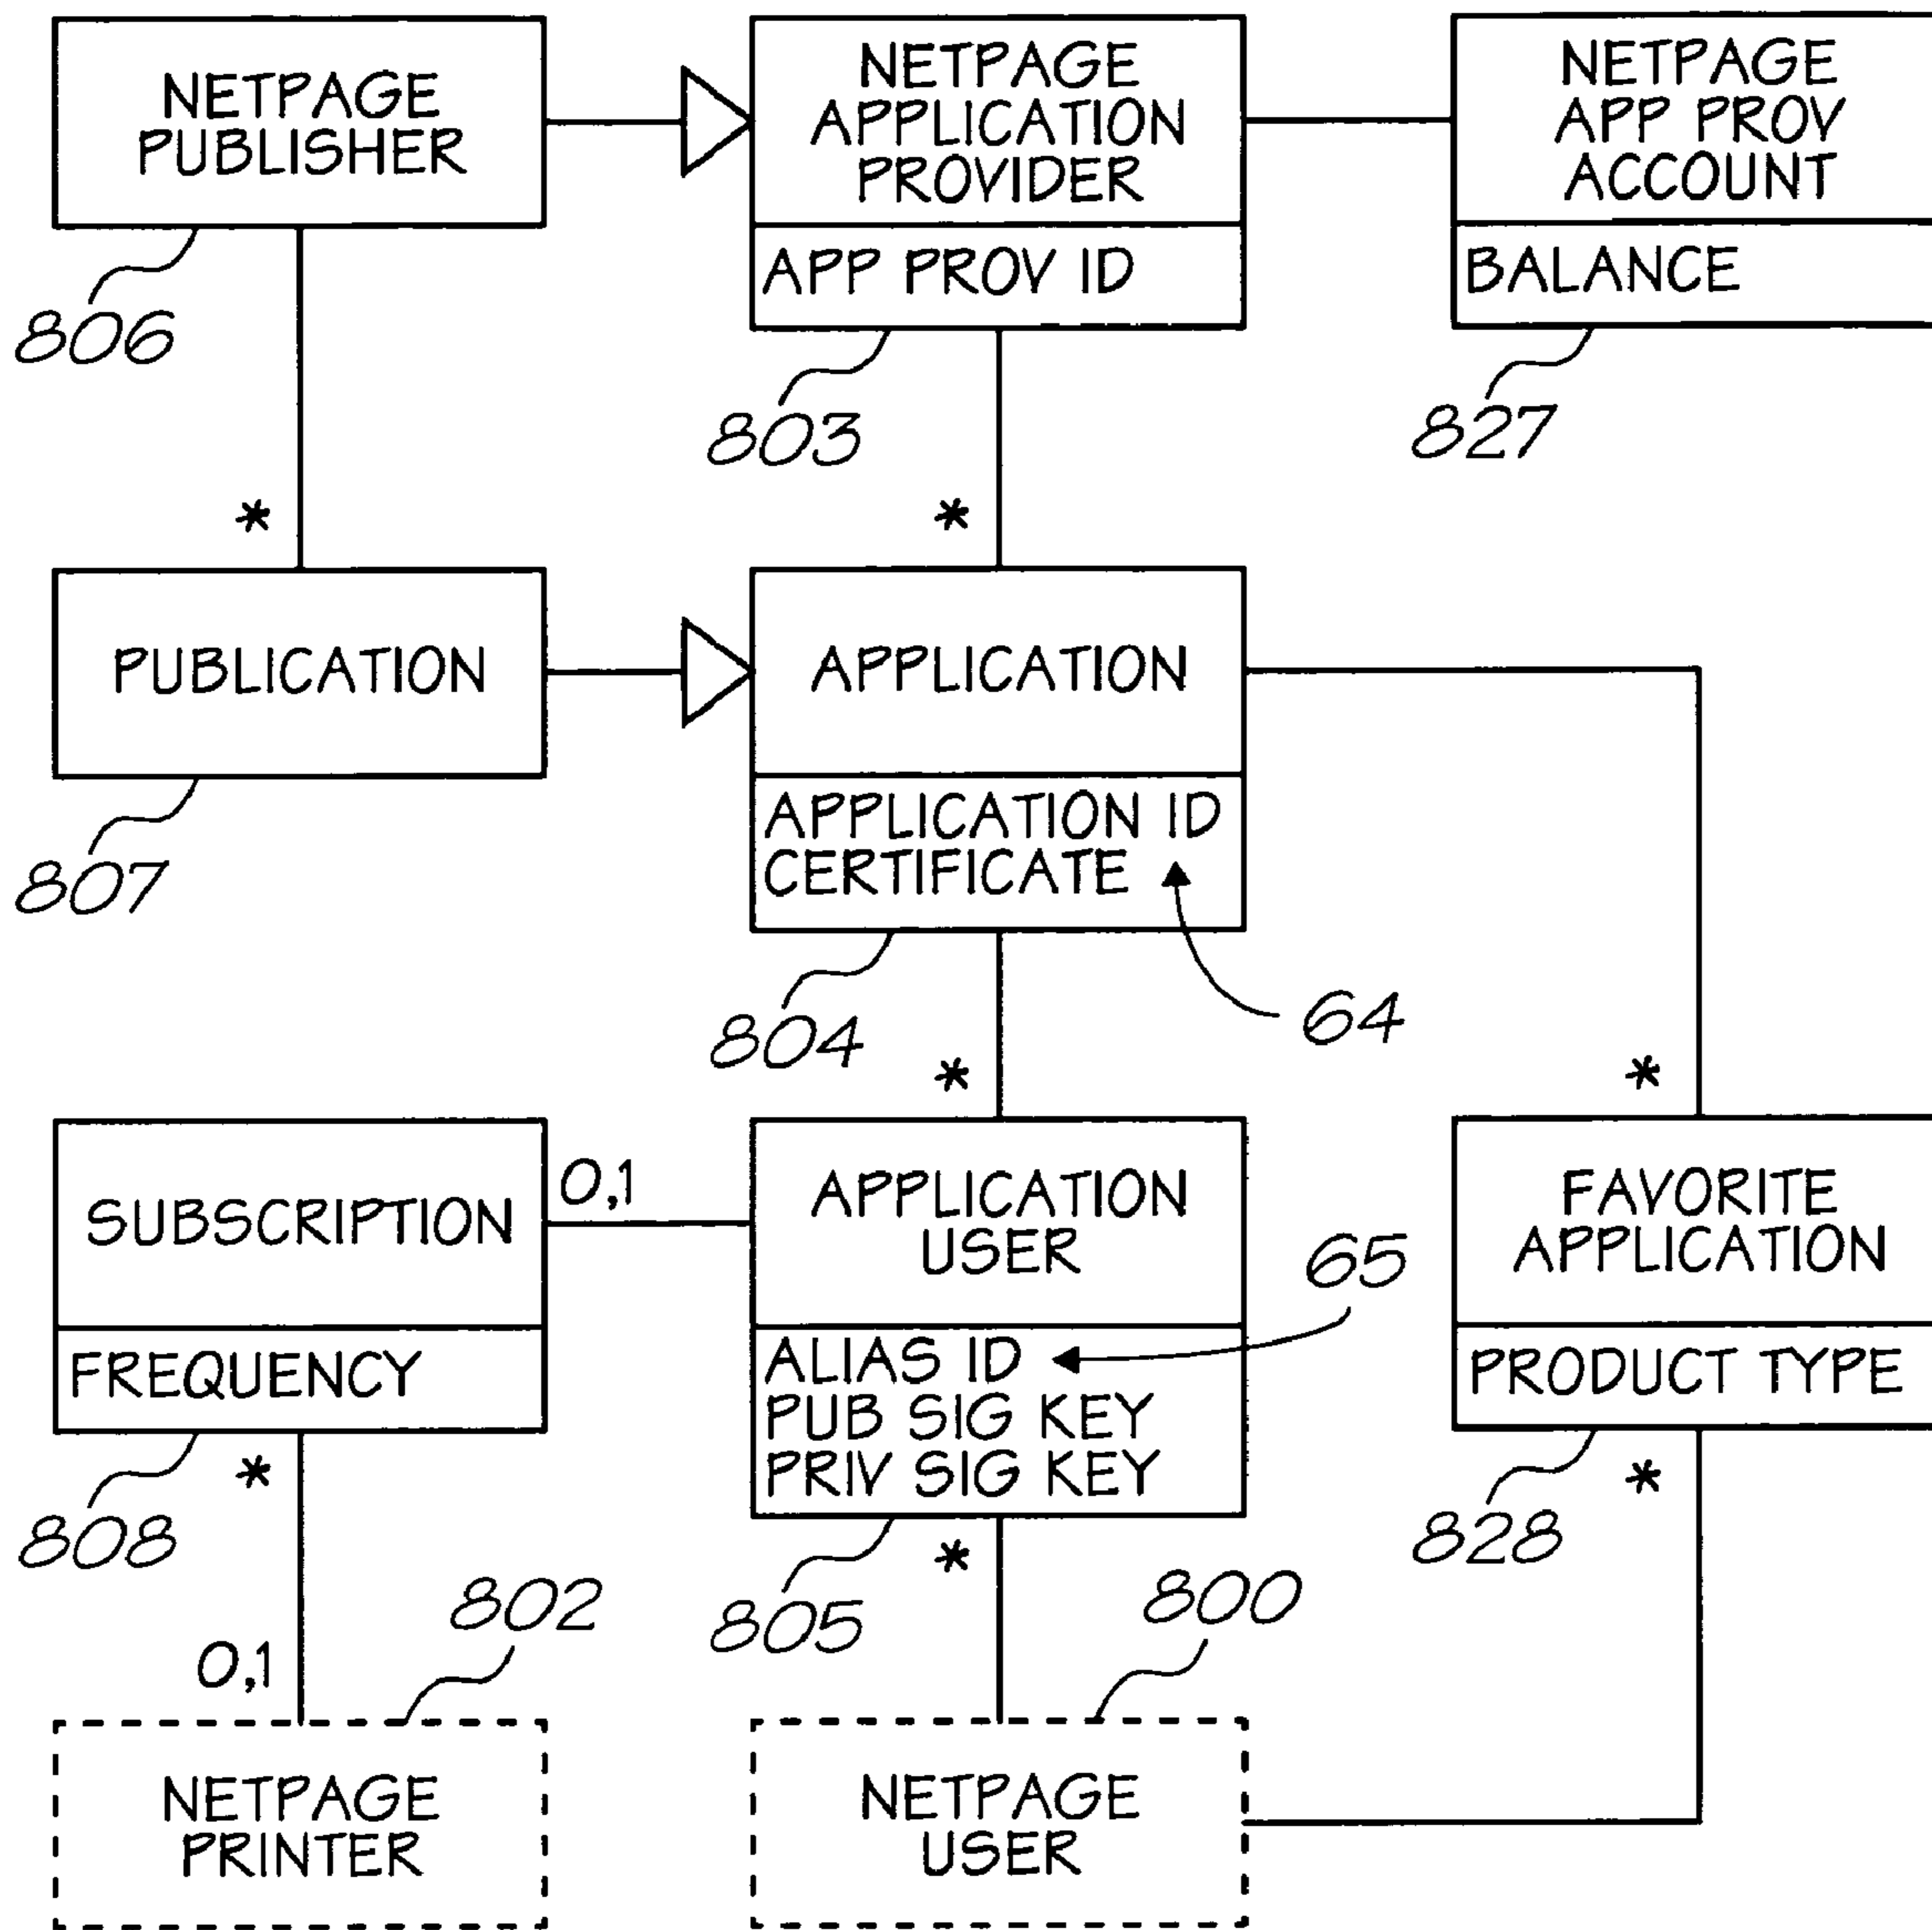 NETPAGE
PUBLISHER
NETPAGE
APPLICATION
PROVIDER
APP PROV ID
NETPAGE
APP PROV
ACCOUNT
BALANCE
806
803
827
*
*
PUBLICATION
APPLICATION
APPLICATION ID
CERTIFICATE
807
804
64
*
*
SUBSCRIPTION
FREQUENCY
0,1
APPLICATION
USER
ALIAS ID
PUB SIG KEY
PRIV SIG KEY
65
FAVORITE
APPLICATION
PRODUCT TYPE
808
*
805
*
828
*
802
800
0,1
NETPAGE
PRINTER
NETPAGE
USER